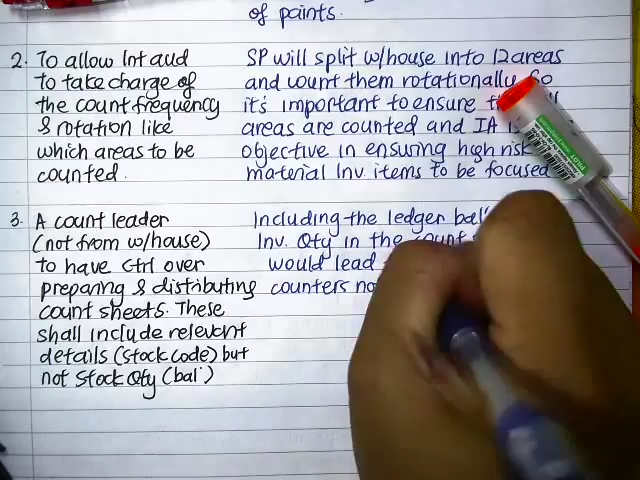 of paints.
2. To allow Int aud
to take charge of
the count frequency
& rotation like
which areas to be
counted.
SP will split w/house into 12 areas
and count them rotationally. So
it's important to ensure
areas are counted and IA
objective in ensuring high risk
material Inv. items to be focused
3. A count leader
(not from w/house)
to have ctrl over
preparing & distributing
count sheets. These
shall include relevant
details (stock code) but
not stock Qty (bal.)
Including the ledger bal.
Inv. Qty in the count
would lead
counters
PILOT